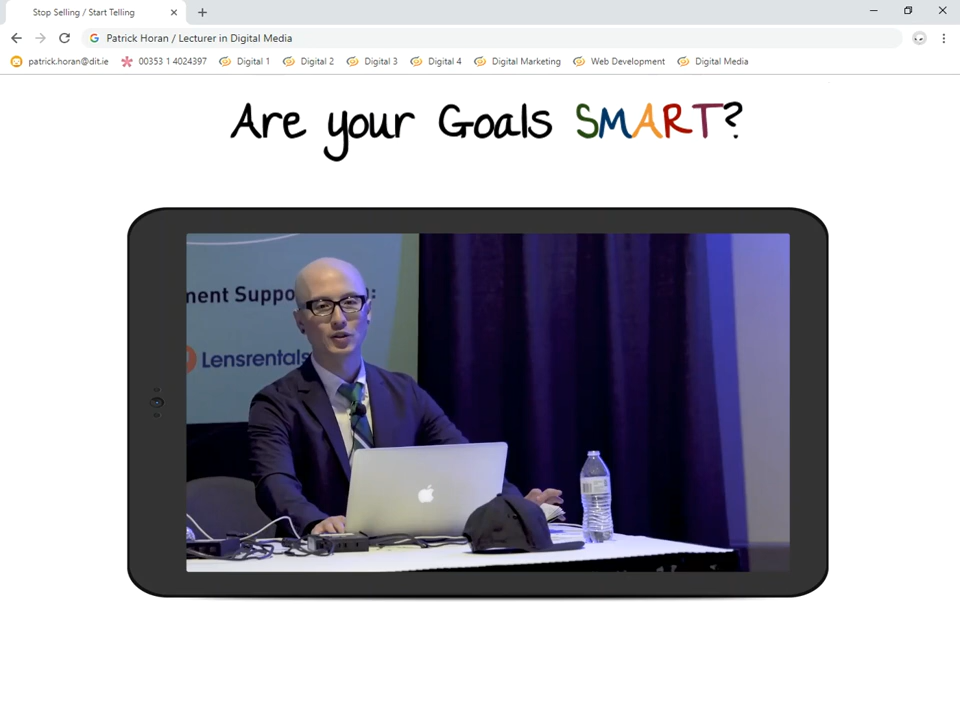 Stop Selling / Start Telling
Patrick Horan / Lecturer in Digital Media
patrick.horan@dit.ie 00353 1 4024397 Digital 1 Digital 2 Digital 3 Digital 4 Digital Marketing Web Development Digital Media
Are your Goals SMART?
ment Suppo
Lensrentals